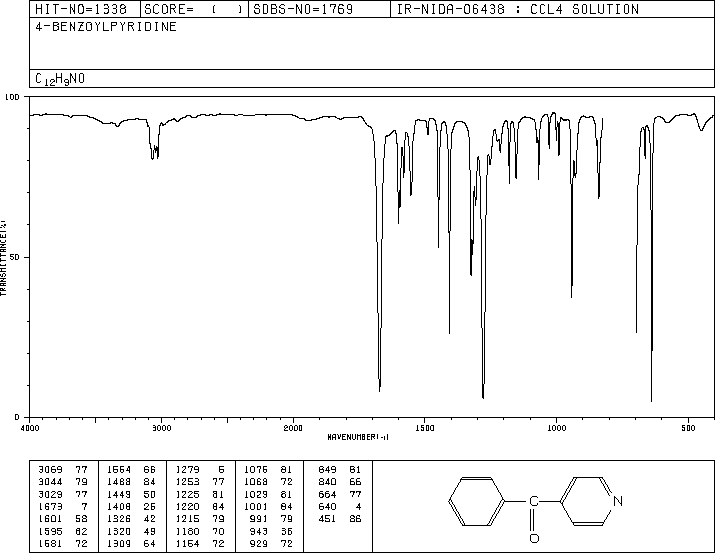 HIT-NO=1338 SCORE= ( ) SDBS-NO=1769 IR-NIDA-06438 : CCL4 SOLUTION
4-BENZOYLPYRIDINE
C12H9NO
100
50
0
TRANSMITTANCE(%)
4000 3000 2000 1500 1000 500
WAVENUMBER(-1)
3069 77 1554 66 1279 5 1075 81 849 81
3044 79 1488 84 1253 77 1068 72 840 66
3029 77 1449 50 1225 81 1029 81 664 77
1673 7 1408 26 1220 84 1001 84 640 4
1601 58 1326 42 1215 79 991 79 451 86
1595 62 1320 49 1180 70 943 36
1581 72 1309 64 1154 72 929 72
C N
O